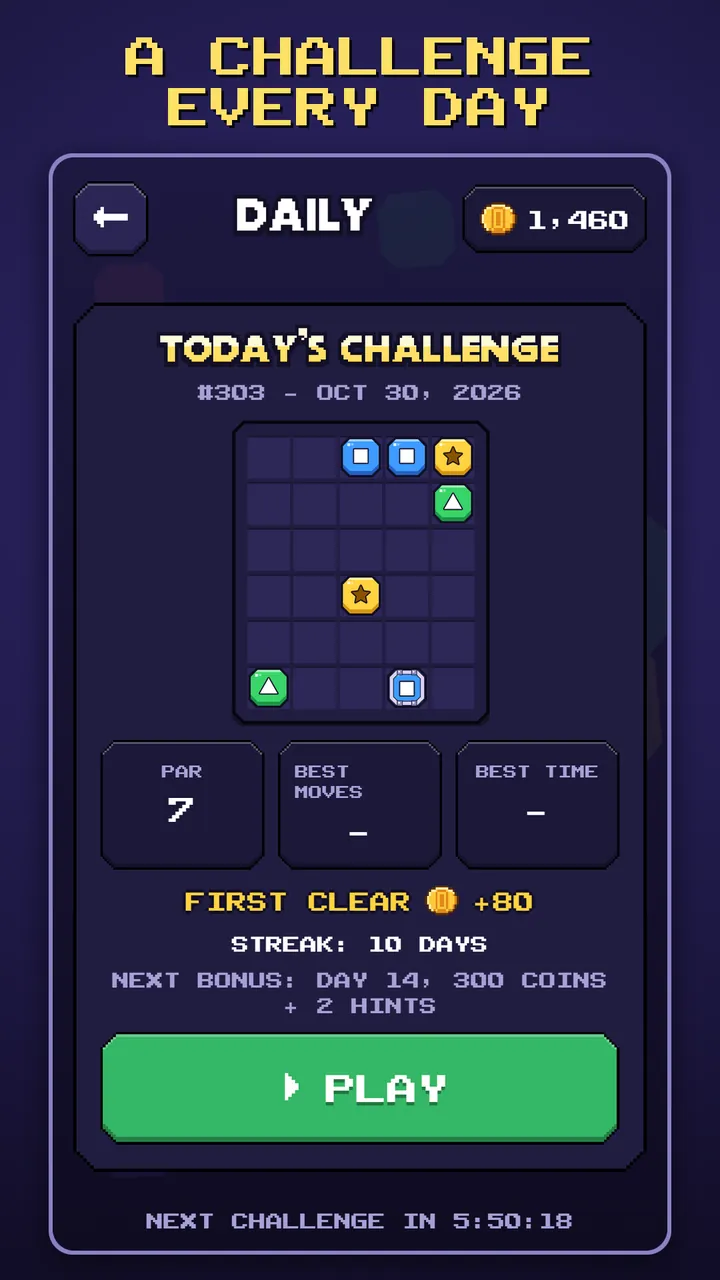 A CHALLENGE
EVERY DAY
DAILY
1,460
TODAY'S CHALLENGE
#303 - OCT 30, 2026
PAR
7
BEST
MOVES
-
BEST TIME
-
FIRST CLEAR +80
STREAK: 10 DAYS
NEXT BONUS: DAY 14, 300 COINS
+ 2 HINTS
PLAY
NEXT CHALLENGE IN 5:50:18